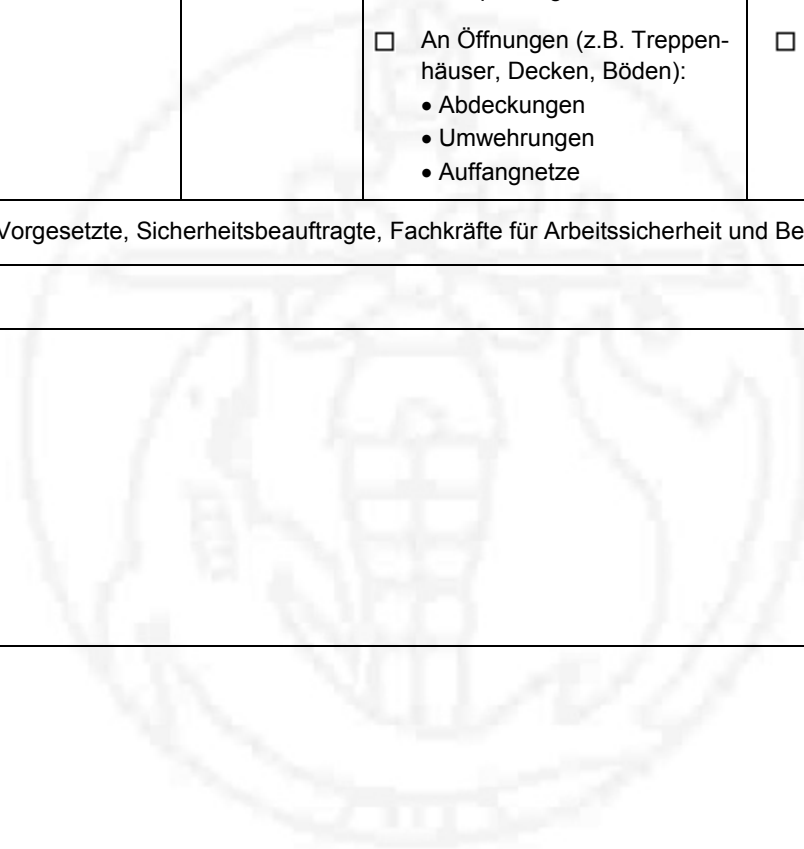 ☐ An Öffnungen (z.B. Treppen- ☐
häuser, Decken, Böden):
• Abdeckungen
• Umwehrungen
• Auffangnetze
Vorgesetzte, Sicherheitsbeauftragte, Fachkräfte für Arbeitssicherheit und Be